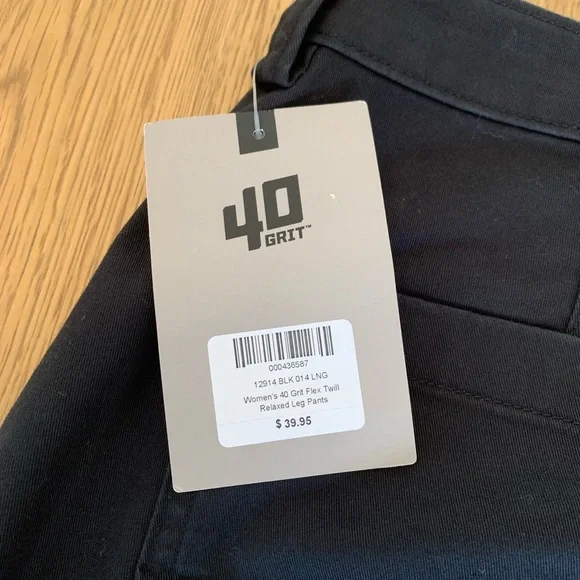 40
GRIT™
000436587
12914 BLK 014 LNG
Women's 40 Grit Flex Twill
Relaxed Leg Pants
$ 39.95